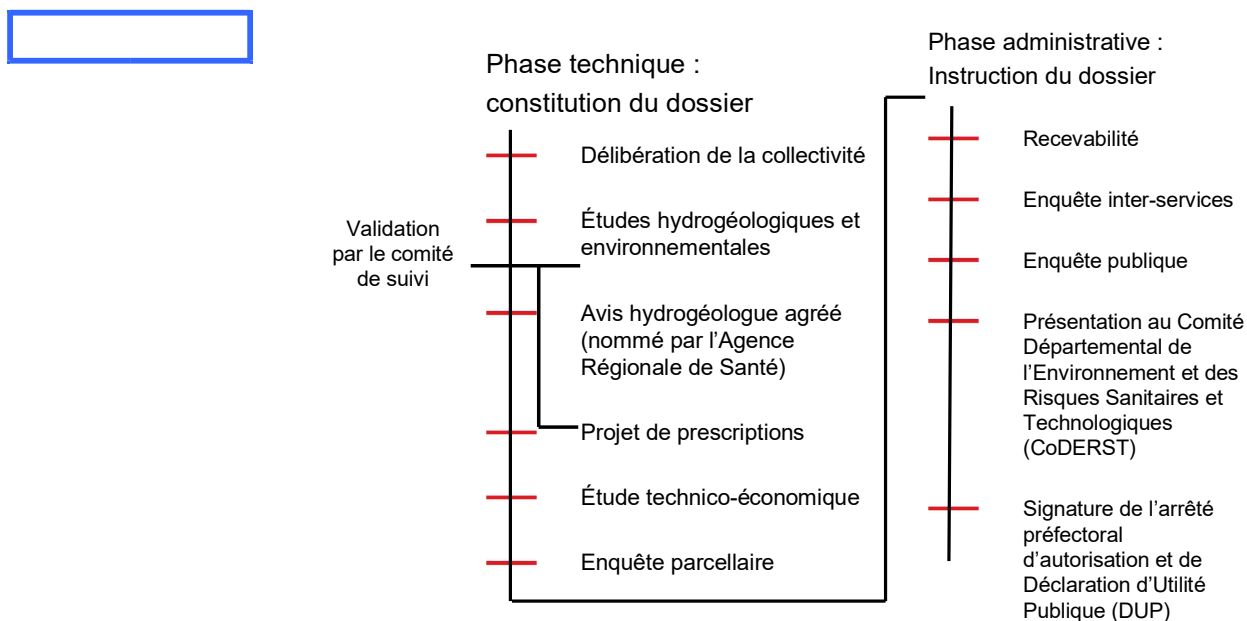 Phase technique :
constitution du dossier
Délibération de la collectivité
Études hydrogéologiques et
environnementales
Validation
par le comité
de suivi
Avis hydrogéologue agréé
(nommé par l’Agence
Régionale de Santé)
Projet de prescriptions
Étude technico-économique
Enquête parcellaire
Phase administrative :
Instruction du dossier
Recevabilité
Enquête inter-services
Enquête publique
Présentation au Comité
Départemental de
l’Environnement et des
Risques Sanitaires et
Technologiques
(CoDERST)
Signature de l’arrêté
préfectoral
d’autorisation et de
Déclaration d’Utilité
Publique (DUP)